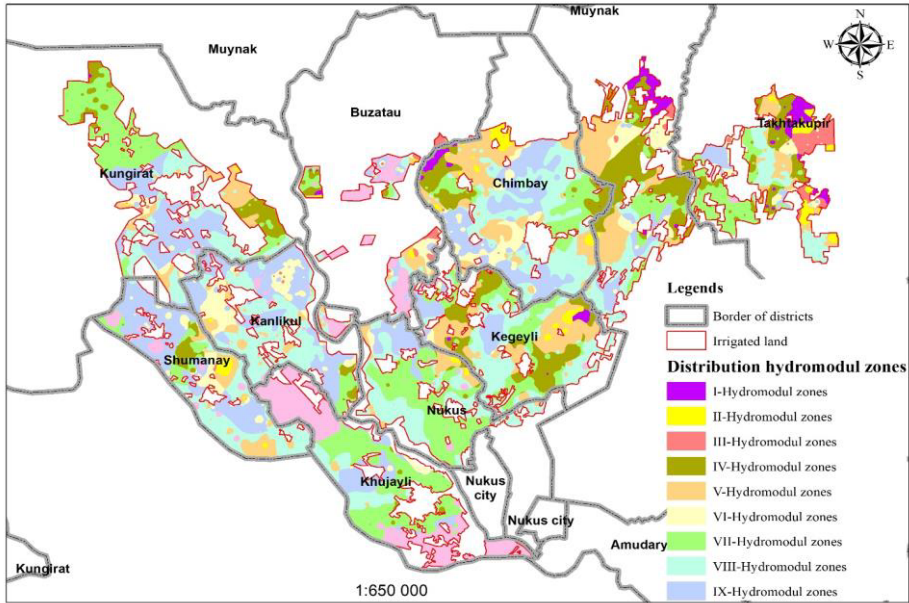 Muynak
Muynak
N
W
E
S
Buzatau
Takhtakupir
Kungirat
Chimbay
Legends
Border of districts
Irrigated land
Kanlikul
Kegeyli
Shumanay
Distribution hydromodul zones
I-Hydromodul zones
II-Hydromodul zones
Nukus
III-Hydromodul zones
IV-Hydromodul zones
Khujayli
Nukus
city
V-Hydromodul zones
VI-Hydromodul zones
Nukus city
VII-Hydromodul zones
Amudary
Kungirat
VIII-Hydromodul zones
1:650 000
IX-Hydromodul zones